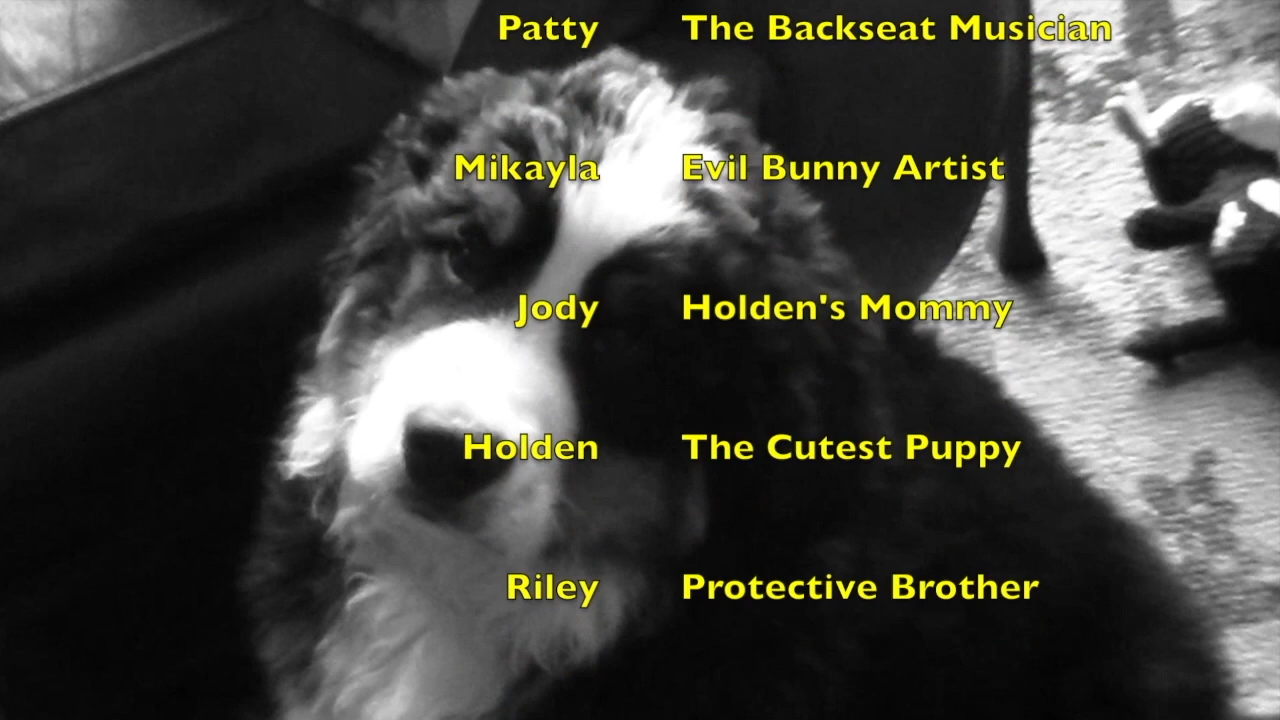 Patty The Backseat Musician
Mikayla Evil Bunny Artist
Jody Holden's Mommy
Holden The Cutest Puppy
Riley Protective Brother